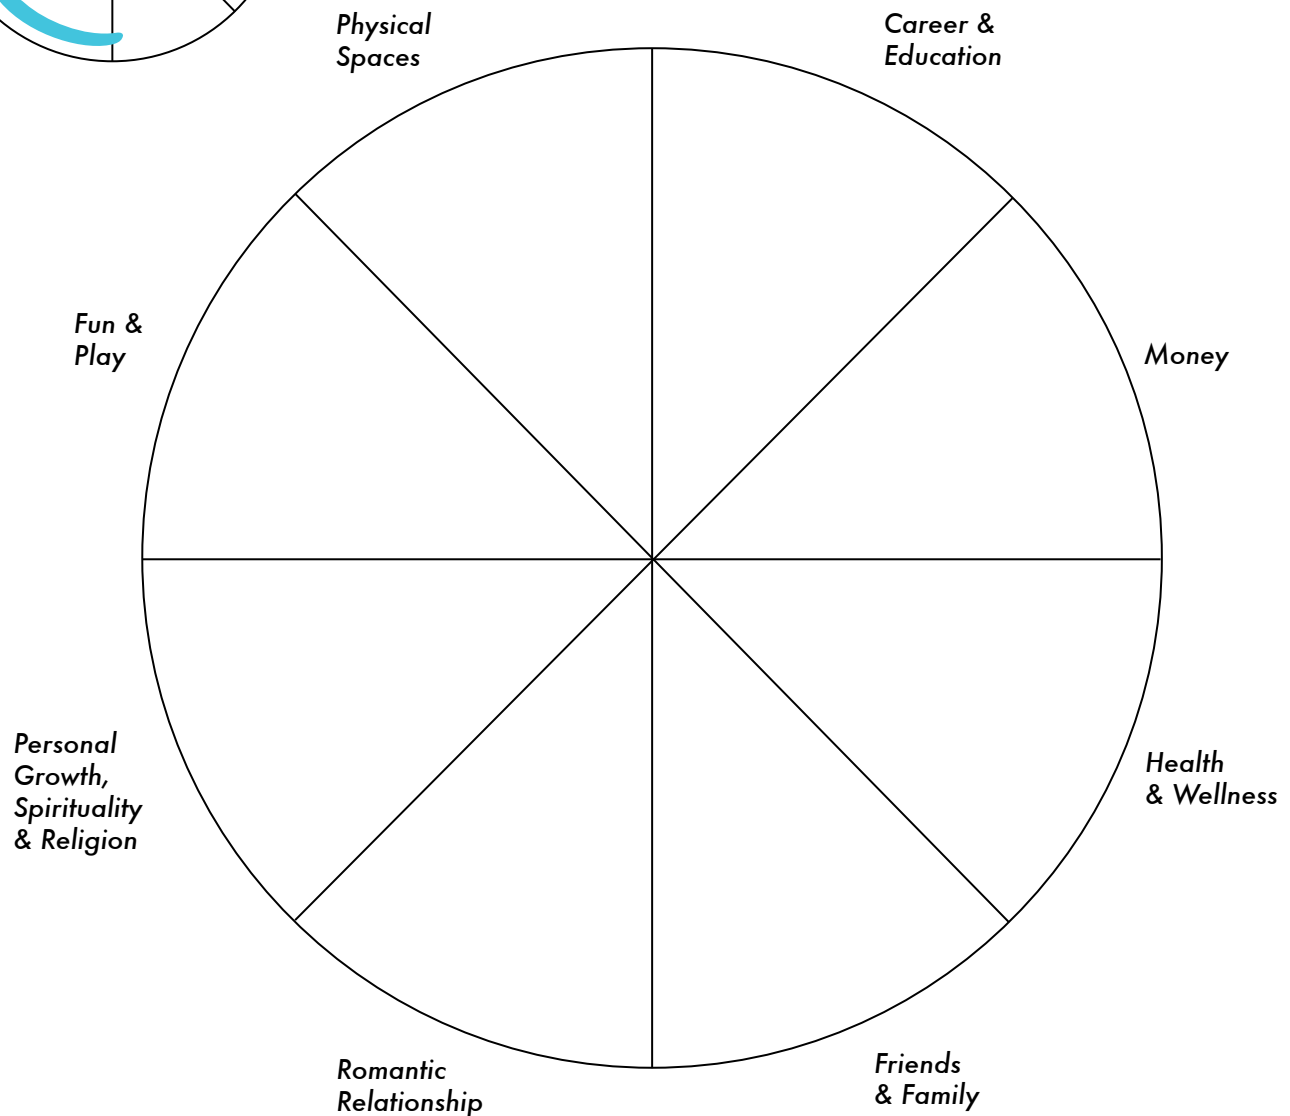 Physical
Spaces
Career &
Education
Fun &
Play
Money
Personal
Growth,
Spirituality
& Religion
Health
& Wellness
Romantic
Relationship
Friends
& Family